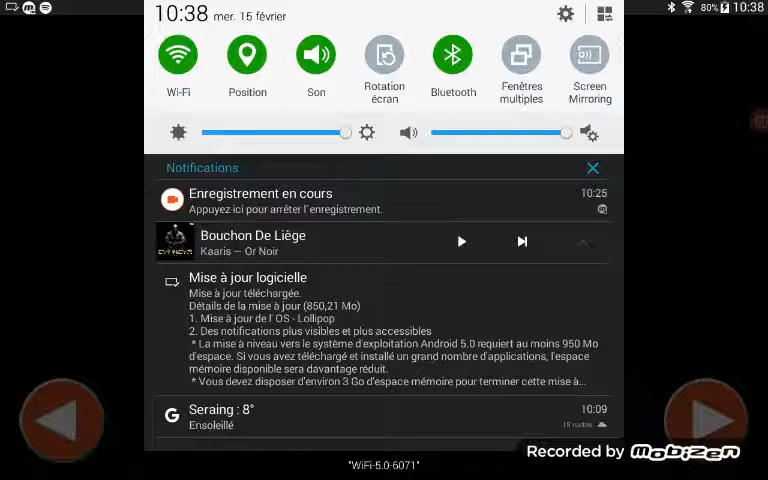 10:38 mer. 15 février
80% 10:38
Wi-Fi
Position
Son
Rotation
écran
Bluetooth
Fenêtres
multiples
Screen
Mirroring
Notifications
Enregistrement en cours
10:25
Appuyez ici pour arrêter l'enregistrement.
Bouchon De Liège
Kaaris — Or Noir
Mise à jour logicielle
Mise à jour téléchargée.
Détails de la mise à jour (850,21 Mo)
1. Mise à jour de l' OS - Lollipop
2. Des notifications plus visibles et plus accessibles
* La mise à niveau vers le système d'exploitation Android 5.0 requiert au moins 950 Mo
d'espace. Si vous avez téléchargé et installé un grand nombre d'applications, l'espace
mémoire disponible sera davantage réduit.
* Vous devez disposer d'environ 3 Go d'espace mémoire pour terminer cette mise à...
G
Seraing : 8°
10:09
Ensoleillé
15 cartes
Recorded by Mobizen
"WiFi-5.0-6071"